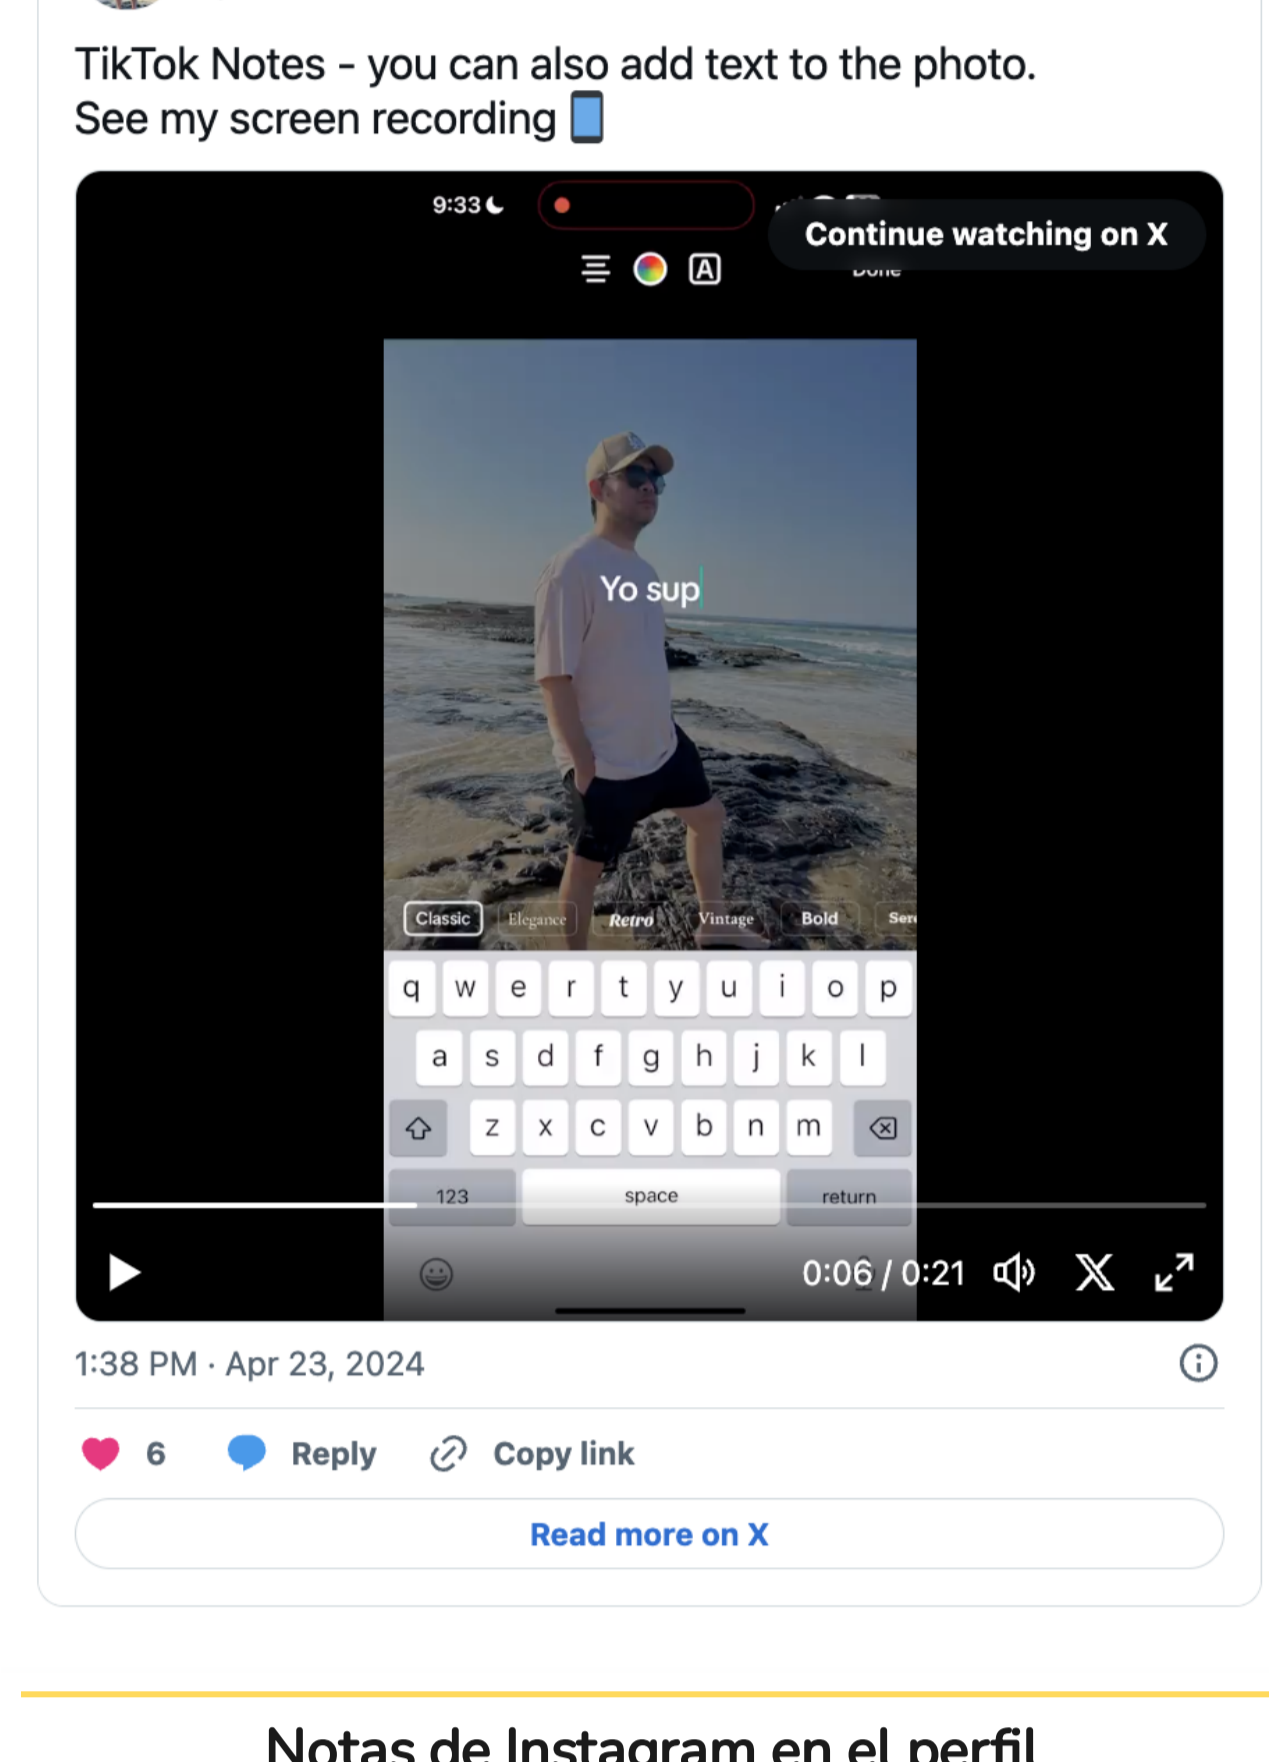 TikTok Notes - you can also add text to the photo.
See my screen recording
9:33
Continue watching on X
Done
Yo sup
Classic Elegance Retro Vintage Bold Sere
q w e r t y u i o p
a s d f g h j k l
z x c v b n m
123 space return
0:06 / 0:21
1:38 PM · Apr 23, 2024
6 Reply Copy link
Read more on X
Notas de Instagram en el perfil